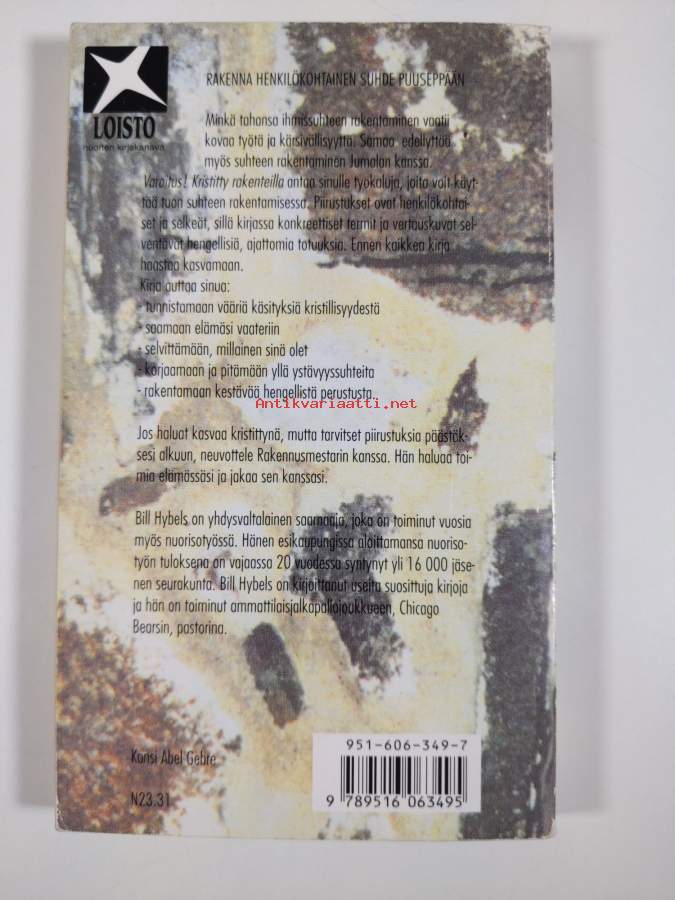 LOISTO
nuorten kirjakanava
RAKENNA HENKILÖKOHTAINEN SUHDE PUUSEPPÄÄN
Minkä tahansa ihmissuhteen rakentaminen vaatii
kovaa työtä ja kärsivällisyyttä. Samaa edellyttää
myös suhteen rakentaminen Jumalan kanssa.
Varoitus! Kristitty rakenteilla antaa sinulle työkaluja, joita voit käyt-
tää tuon suhteen rakentamisessa. Piirustukset ovat henkilökohtai-
set ja selkeät, sillä kirjassa konkreettiset termit ja vertauskuvat sel-
ventävät hengellisiä, ajattomia totuuksia. Ennen kaikkea kirja
haastaa kasvamaan.
Kirja auttaa sinua:
- tunnistamaan vääriä käsityksiä kristillisyydestä
- saamaan elämäsi vaateriin
- selvittämään, millainen sinä olet
- korjaamaan ja pitämään yllä ystävyyssuhteita
- rakentamaan kestävää hengellistä perustusta.
Antikvariaatti.net
Jos haluat kasvaa kristittynä, mutta tarvitset piirustuksia päästäk-
sesi alkuun, neuvottele Rakennusmestarin kanssa. Hän haluaa toi-
mia elämässäsi ja jakaa sen kanssasi.
Bill Hybels on yhdysvaltalainen saarnaaja, joka on toiminut vuosia
myös nuorisotyössä. Hänen esikaupungissa aloittamansa nuoriso-
työn tuloksena on vajaassa 20 vuodessa syntynyt yli 16 000 jäse-
nen seurakunta. Bill Hybels on kirjoittanut useita suosittuja kirjoja
ja hän on toiminut ammattilaisjalkapallojoukkueen, Chicago
Bearsin, pastorina.
Kansi Abel Gebre
N23.31
951-606-349-7
9 789516 063495